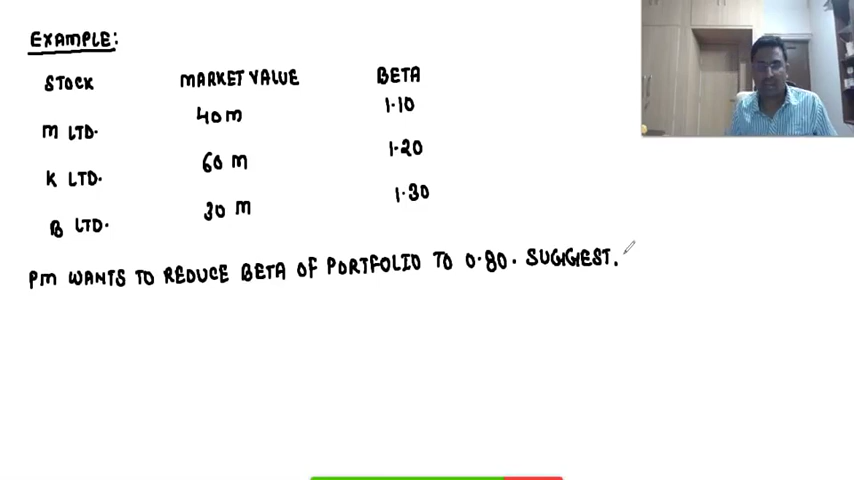 EXAMPLE:
STOCK MARKET VALUE BETA
M LTD. 40 m 1.10
K LTD. 60 m 1.20
B LTD. 30 M 1.30
PM WANTS TO REDUCE BETA OF PORTFOLIO TO 0.80. SUGGEST.